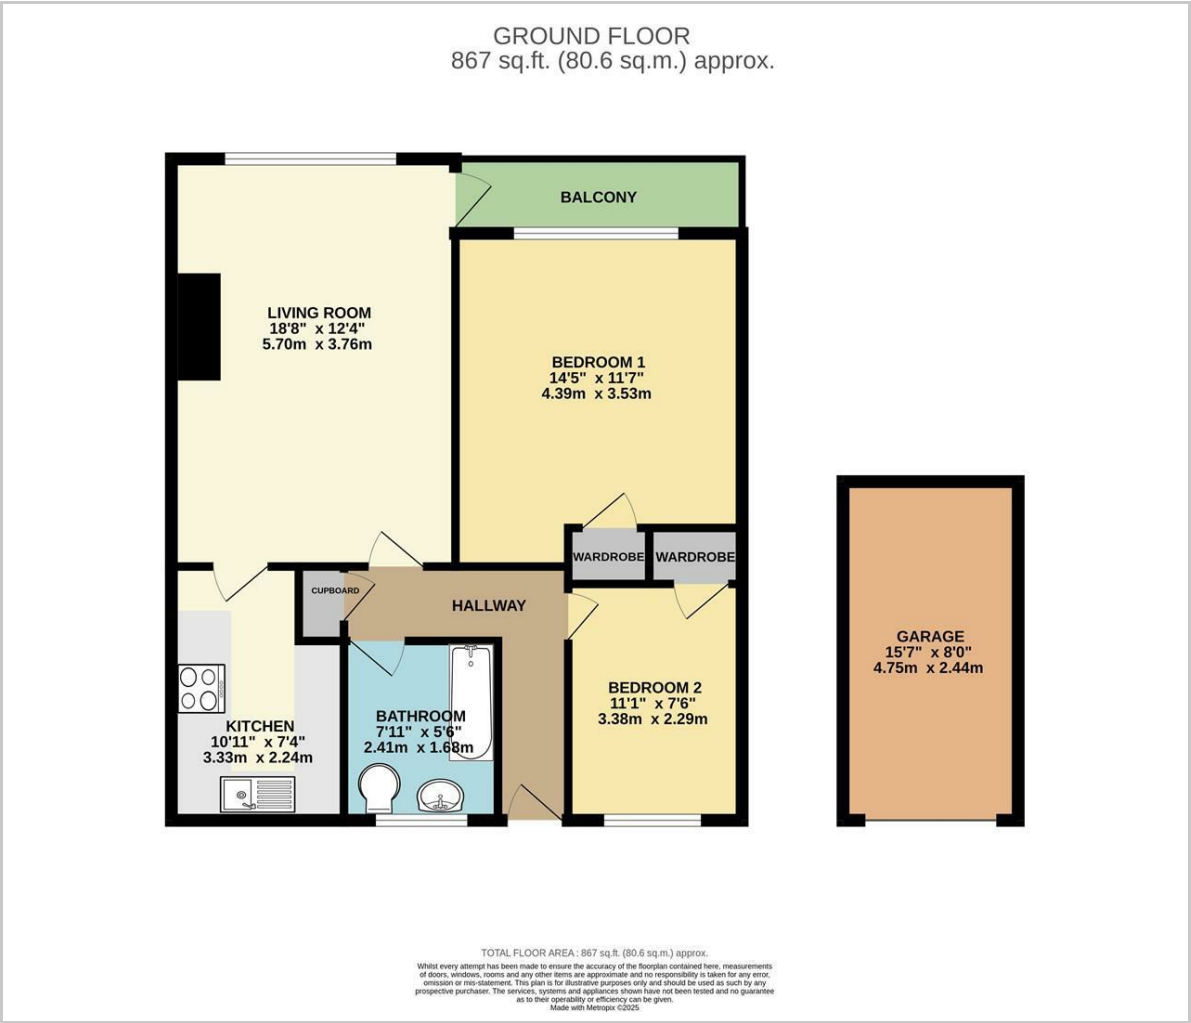 GROUND FLOOR
867 sq.ft. (80.6 sq.m.) approx.
BALCONY
LIVING ROOM
18'8" x 12'4"
5.70m x 3.76m
BEDROOM 1
14'5" x 11'7"
4.39m x 3.53m
WARDROBE
WARDROBE
CUPBOARD
HALLWAY
GARAGE
15'7" x 8'0"
4.75m x 2.44m
BEDROOM 2
11'1" x 7'6"
3.38m x 2.29m
BATHROOM
7'11" x 5'6"
2.41m x 1.68m
KITCHEN
10'11" x 7'4"
3.33m x 2.24m
TOTAL FLOOR AREA : 867 sq.ft. (80.6 sq.m.) approx.
Whilst every attempt has been made to ensure the accuracy of the floorplan contained here, measurements
of doors, windows, rooms and any other items are approximate and no responsibility is taken for any error,
omission or mis-statement. This plan is for illustrative purposes only and should be used as such by any
prospective purchaser. The services, systems and appliances shown have not been tested and no guarantee
as to their operability or efficiency can be given.
Made with Metropix ©2025